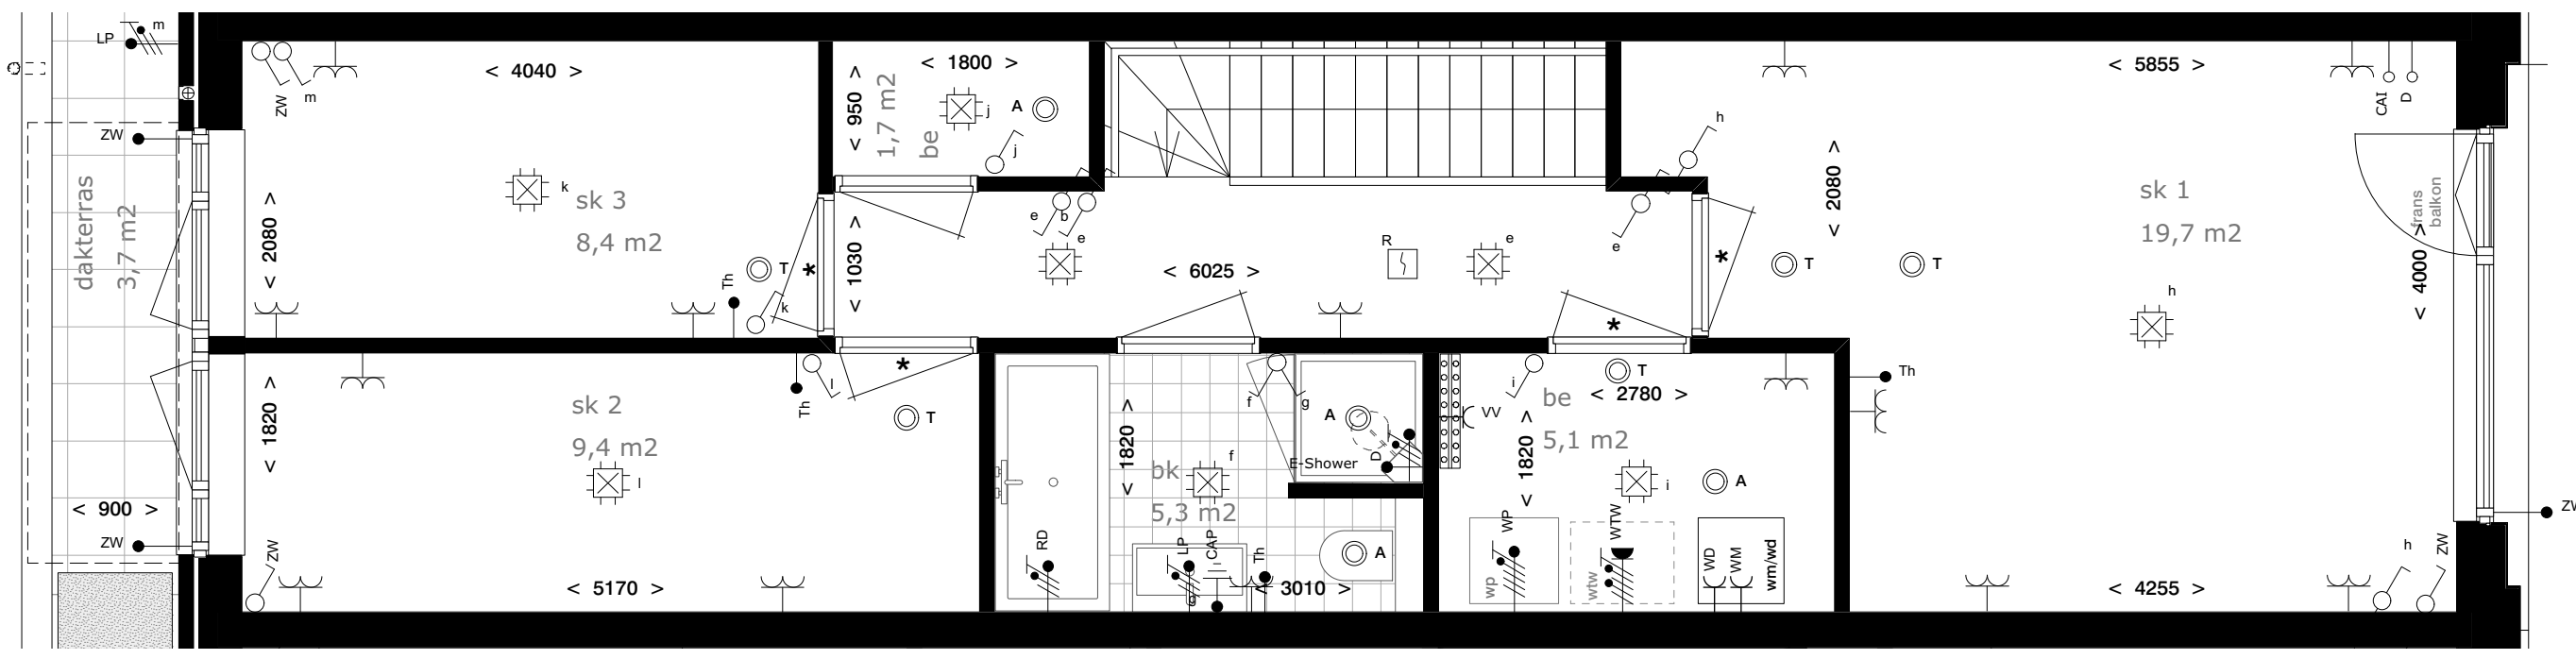 LP
m
ZW
m
< 4040 >
< 950 >
1,7 m2
be
< 1800 >
j
A
j
h
< 5855 >
CAI
D
ZW
dakterras
3,7 m2
< 2080 >
k
sk 3
8,4 m2
Th
T
k
*
< 1030 >
e
b
e
< 6025 >
R
e
e
*
*
T
T
< 2080 >
sk 1
19,7 m2
h
frans
balkon
< 4000 >
< 1820 >
sk 2
9,4 m2
l
Th
l
*
T
< 1820 >
bk
5,3 m2
f
f
g
A
E-Shower
D
VV
i
T
be
< 2780 >
5,1 m2
< 1820 >
i
A
Th
< 900 >
ZW
ZW
< 5170 >
RD
LP
CAP
g
Th
< 3010 >
A
WP
wp
WTW
wtw
WD
WM
wm/wd
< 4255 >
h
ZW
ZW